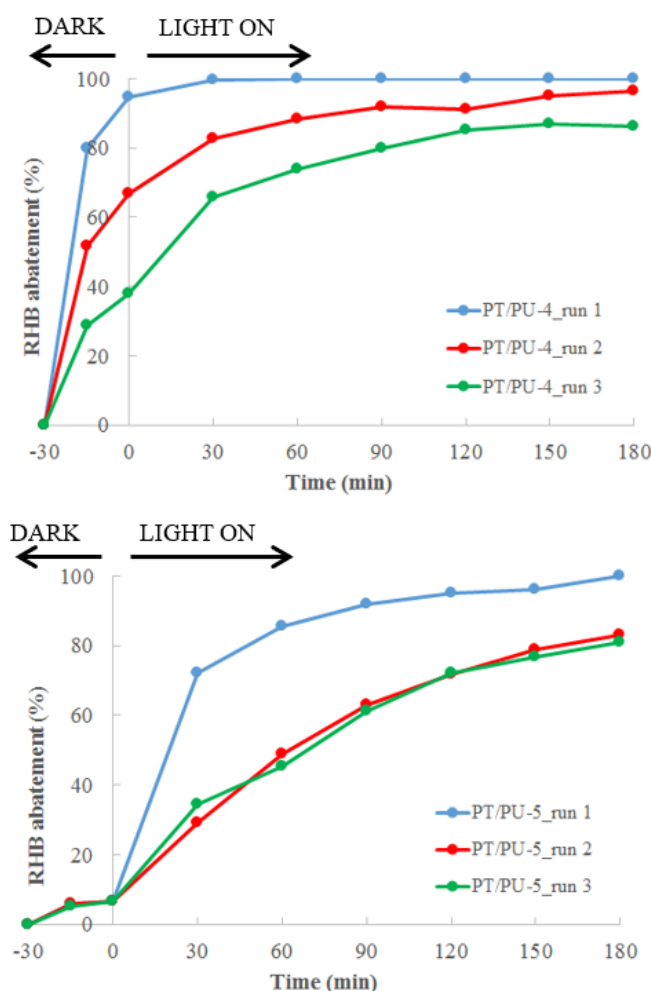 DARK LIGHT ON
100
80
60
40
20
0
RHB abatement (%)
PT/PU-4_run 1
PT/PU-4_run 2
PT/PU-4_run 3
-30 0 30 60 90 120 150 180
Time (min)
DARK LIGHT ON
100
80
60
40
20
0
RHB abatement (%)
PT/PU-5_run 1
PT/PU-5_run 2
PT/PU-5_run 3
-30 0 30 60 90 120 150 180
Time (min)